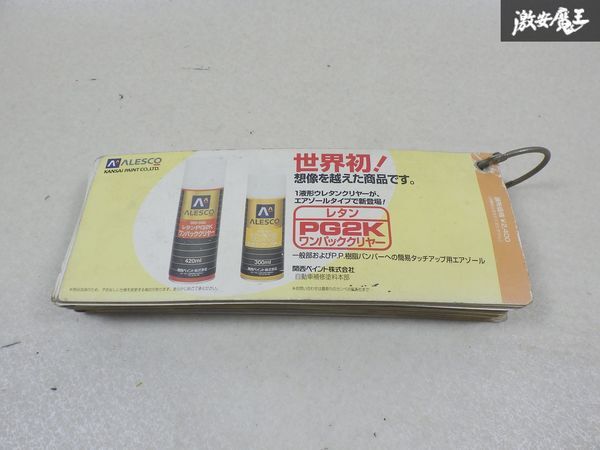 激安魔王
ALESCO
KANSAI PAINT CO.,LTD.
世界初!
想像を越えた商品です。
1液形ウレタンクリヤーが、
エアゾールタイプで新登場!
レタン
PG2K
ワンパッククリヤー
一般部およびP.P.樹脂バンパーへの簡易タッチアップ用エアゾール
関西ペイント株式会社
自動車補修塗料本部
ALESCO
レタン
PG2K
ワンパッククリヤー
420ml
ALESCO
300ml